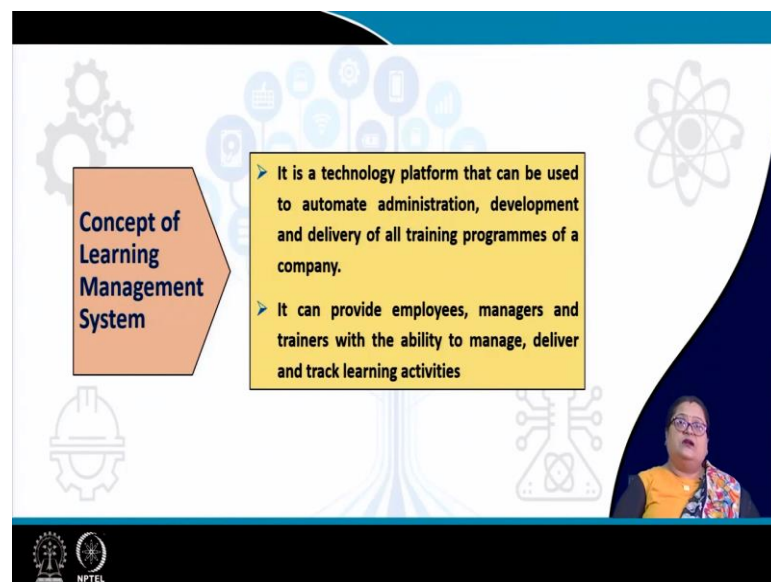 Concept of
Learning
Management
System
➢ It is a technology platform that can be used
to automate administration, development
and delivery of all training programmes of a
company.
➢ It can provide employees, managers and
trainers with the ability to manage, deliver
and track learning activities
NPTEL